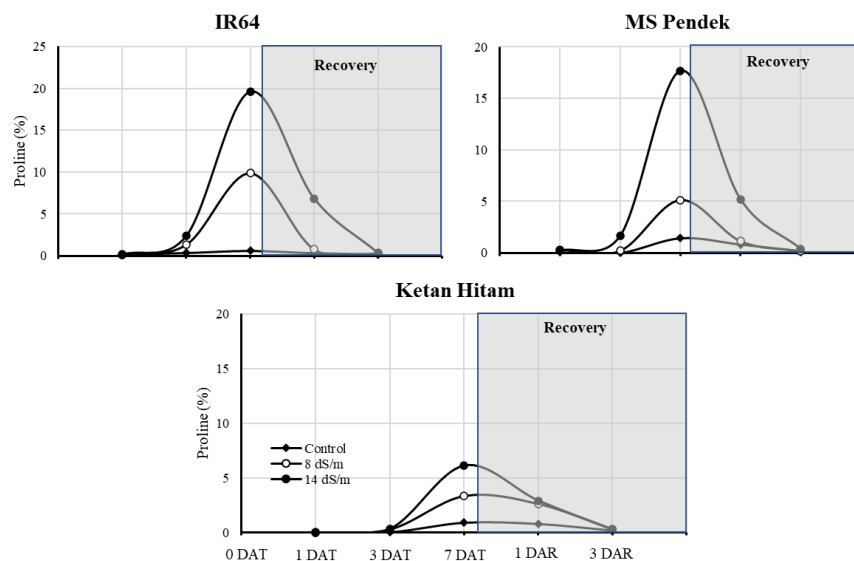 IR64
MS Pendek
25
20
15
10
5
0
Proline (%)
Recovery
20
15
10
5
0
Recovery
Ketan Hitam
20
15
10
5
0
Proline (%)
Recovery
Control
8 dS/m
14 dS/m
0 DAT 1 DAT 3 DAT 7 DAT 1 DAR 3 DAR